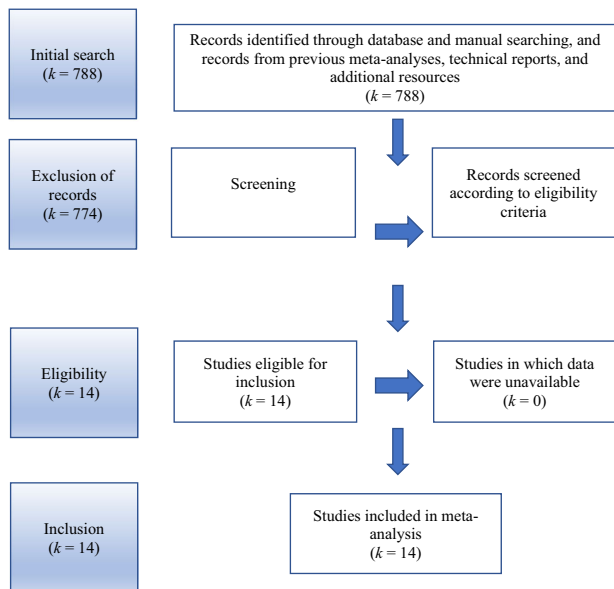 Initial search
(k = 788)
Records identified through database and manual searching, and
records from previous meta-analyses, technical reports, and
additional resources
(k = 788)
Exclusion of
records
(k = 774)
Screening
Records screened
according to eligibility
criteria
Eligibility
(k = 14)
Studies eligible for
inclusion
(k = 14)
Studies in which data
were unavailable
(k = 0)
Inclusion
(k = 14)
Studies included in meta-
analysis
(k = 14)